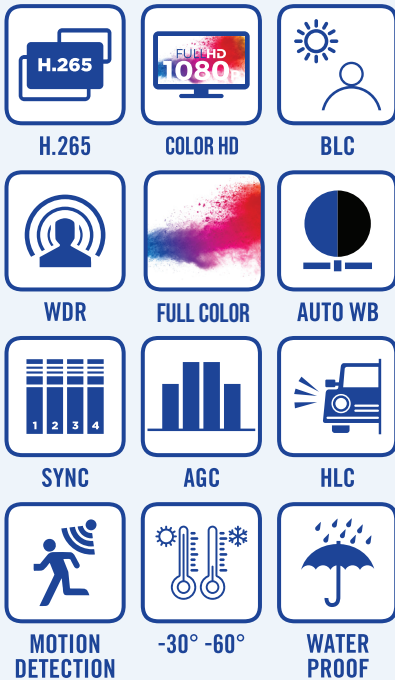 H.265
FULL HD
1080p
H.265
COLOR HD
BLC
WDR
FULL COLOR
AUTO WB
1 2 3 4
SYNC
AGC
HLC
MOTION
DETECTION
-30° -60°
WATER
PROOF